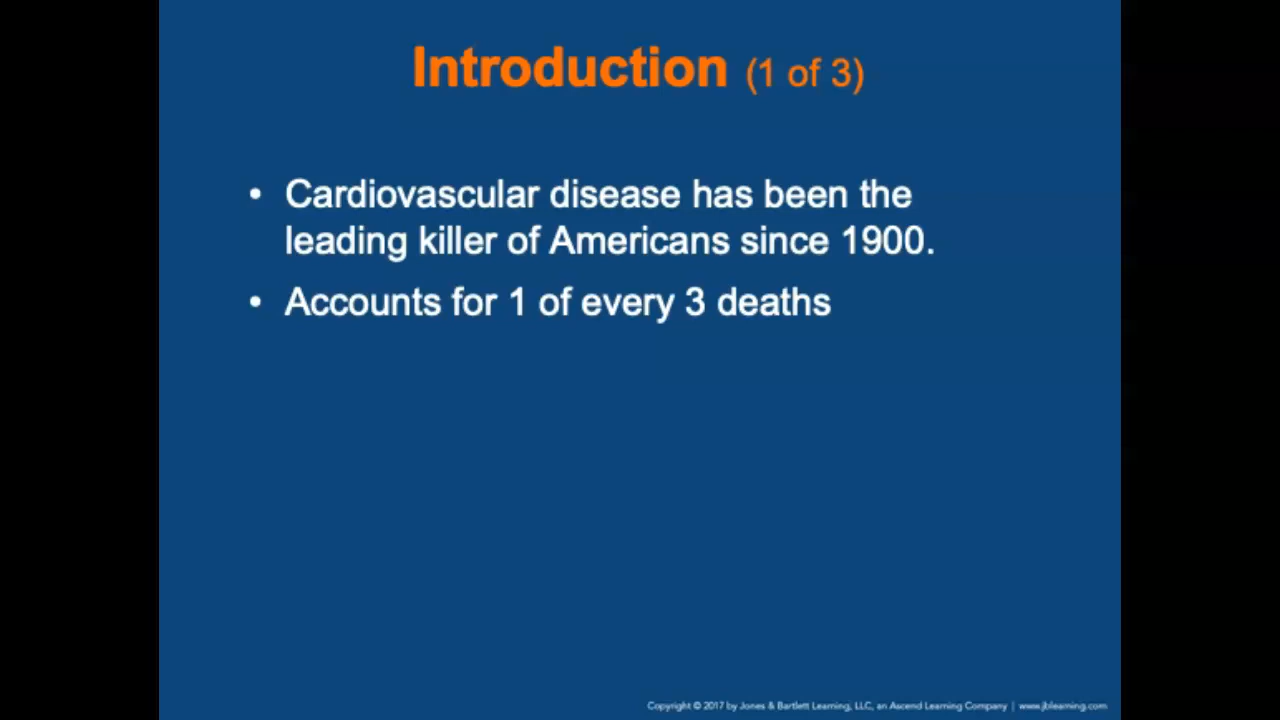 Introduction (1 of 3)
• Cardiovascular disease has been the
leading killer of Americans since 1900.
• Accounts for 1 of every 3 deaths
Copyright © 2017 by Jones & Bartlett Learning, LLC, an Ascend Learning Company | www.jblearning.com